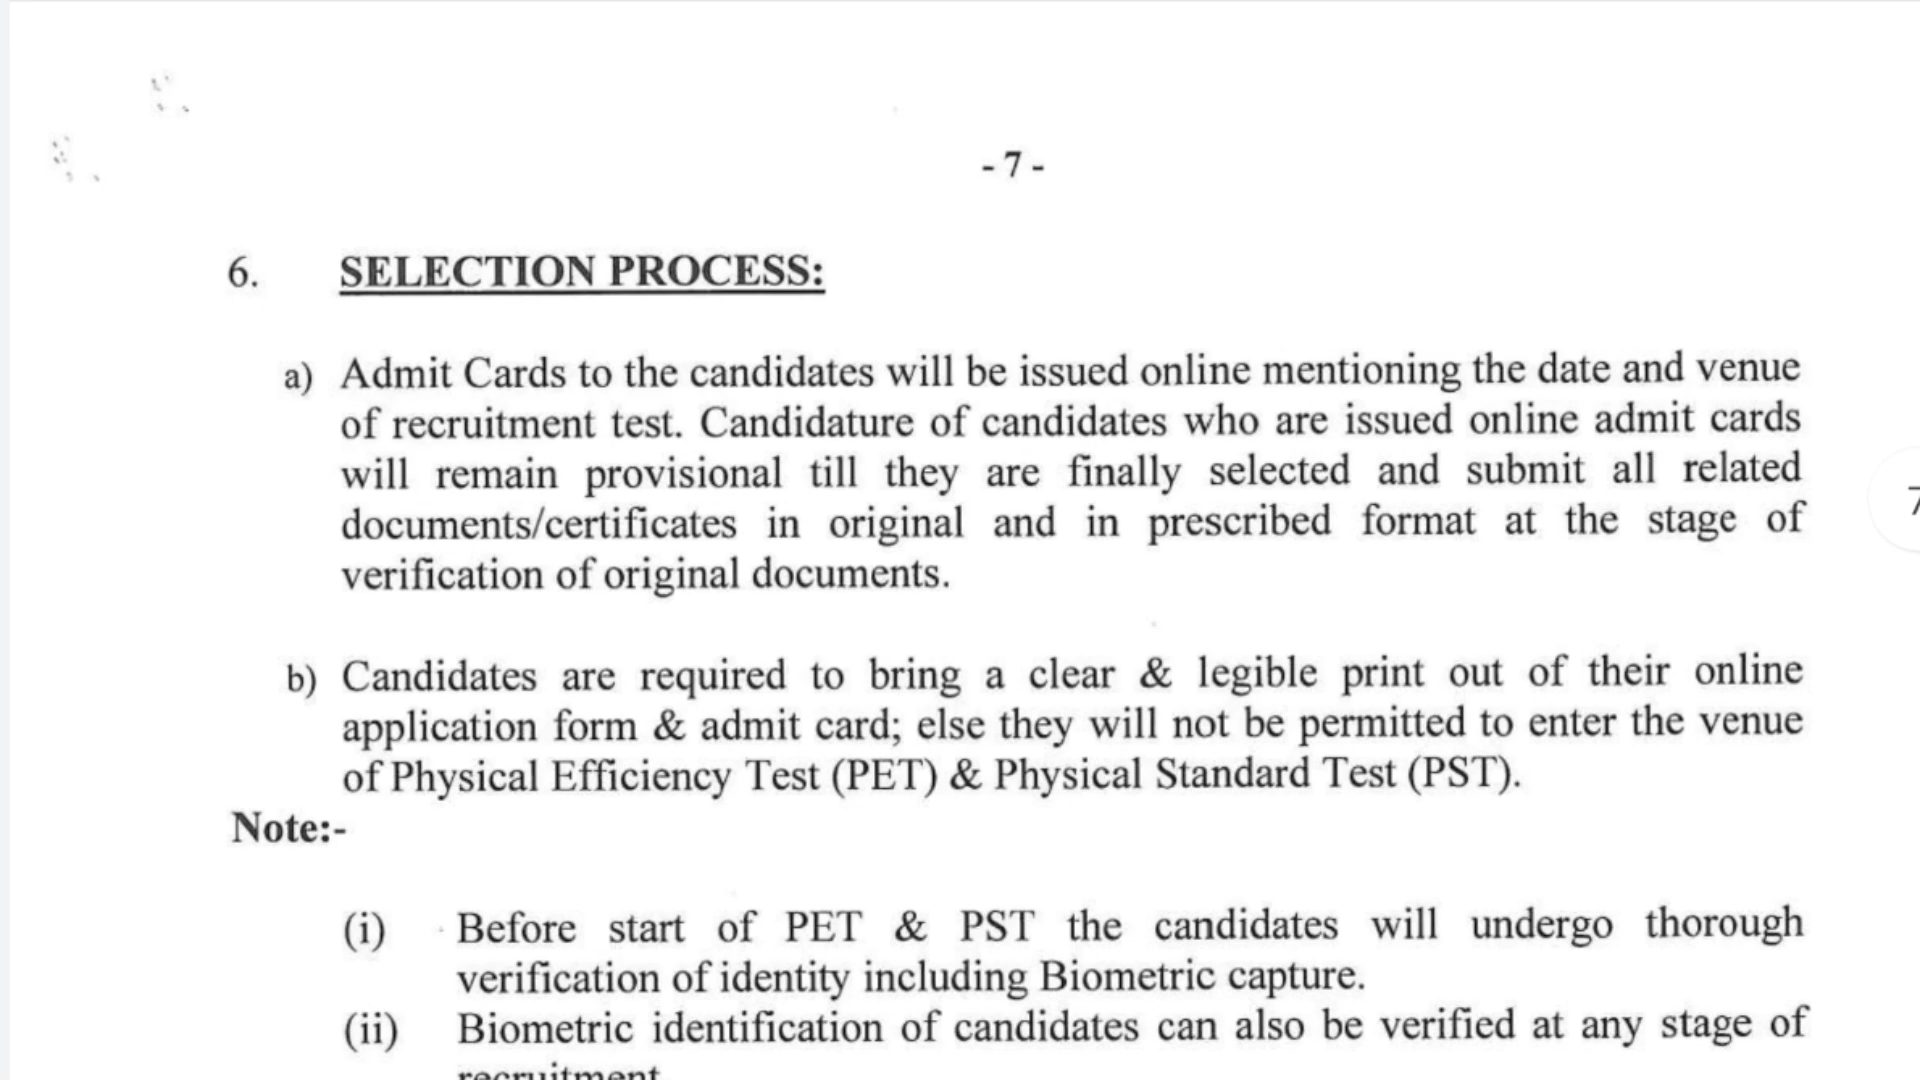 - 7 -
6. SELECTION PROCESS:
a) Admit Cards to the candidates will be issued online mentioning the date and venue
of recruitment test. Candidature of candidates who are issued online admit cards
will remain provisional till they are finally selected and submit all related
documents/certificates in original and in prescribed format at the stage of
verification of original documents.
b) Candidates are required to bring a clear & legible print out of their online
application form & admit card; else they will not be permitted to enter the venue
of Physical Efficiency Test (PET) & Physical Standard Test (PST).
Note:-
(i) Before start of PET & PST the candidates will undergo thorough
verification of identity including Biometric capture.
(ii) Biometric identification of candidates can also be verified at any stage of
recruitment
7